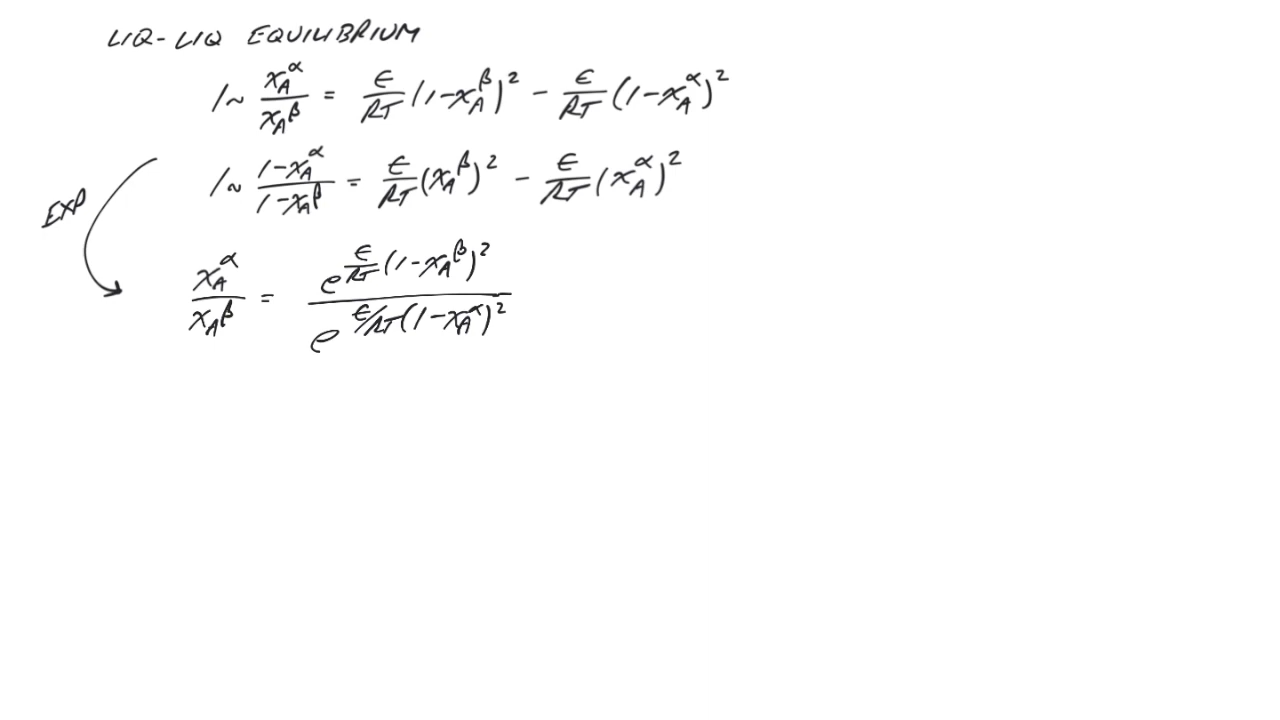 LIQ-LIQ EQUILIBRIUM
ln x_A^α / x_A^β = ϵ/RT (1-x_A^β)^2 - ϵ/RT (1-x_A^α)^2
ln 1-x_A^α / 1-x_A^β = ϵ/RT (x_A^β)^2 - ϵ/RT (x_A^α)^2
EXP
x_A^α / x_A^β = e^{ϵ/RT (1-x_A^β)^2} / e^{ϵ/RT (1-x_A^α)^2}